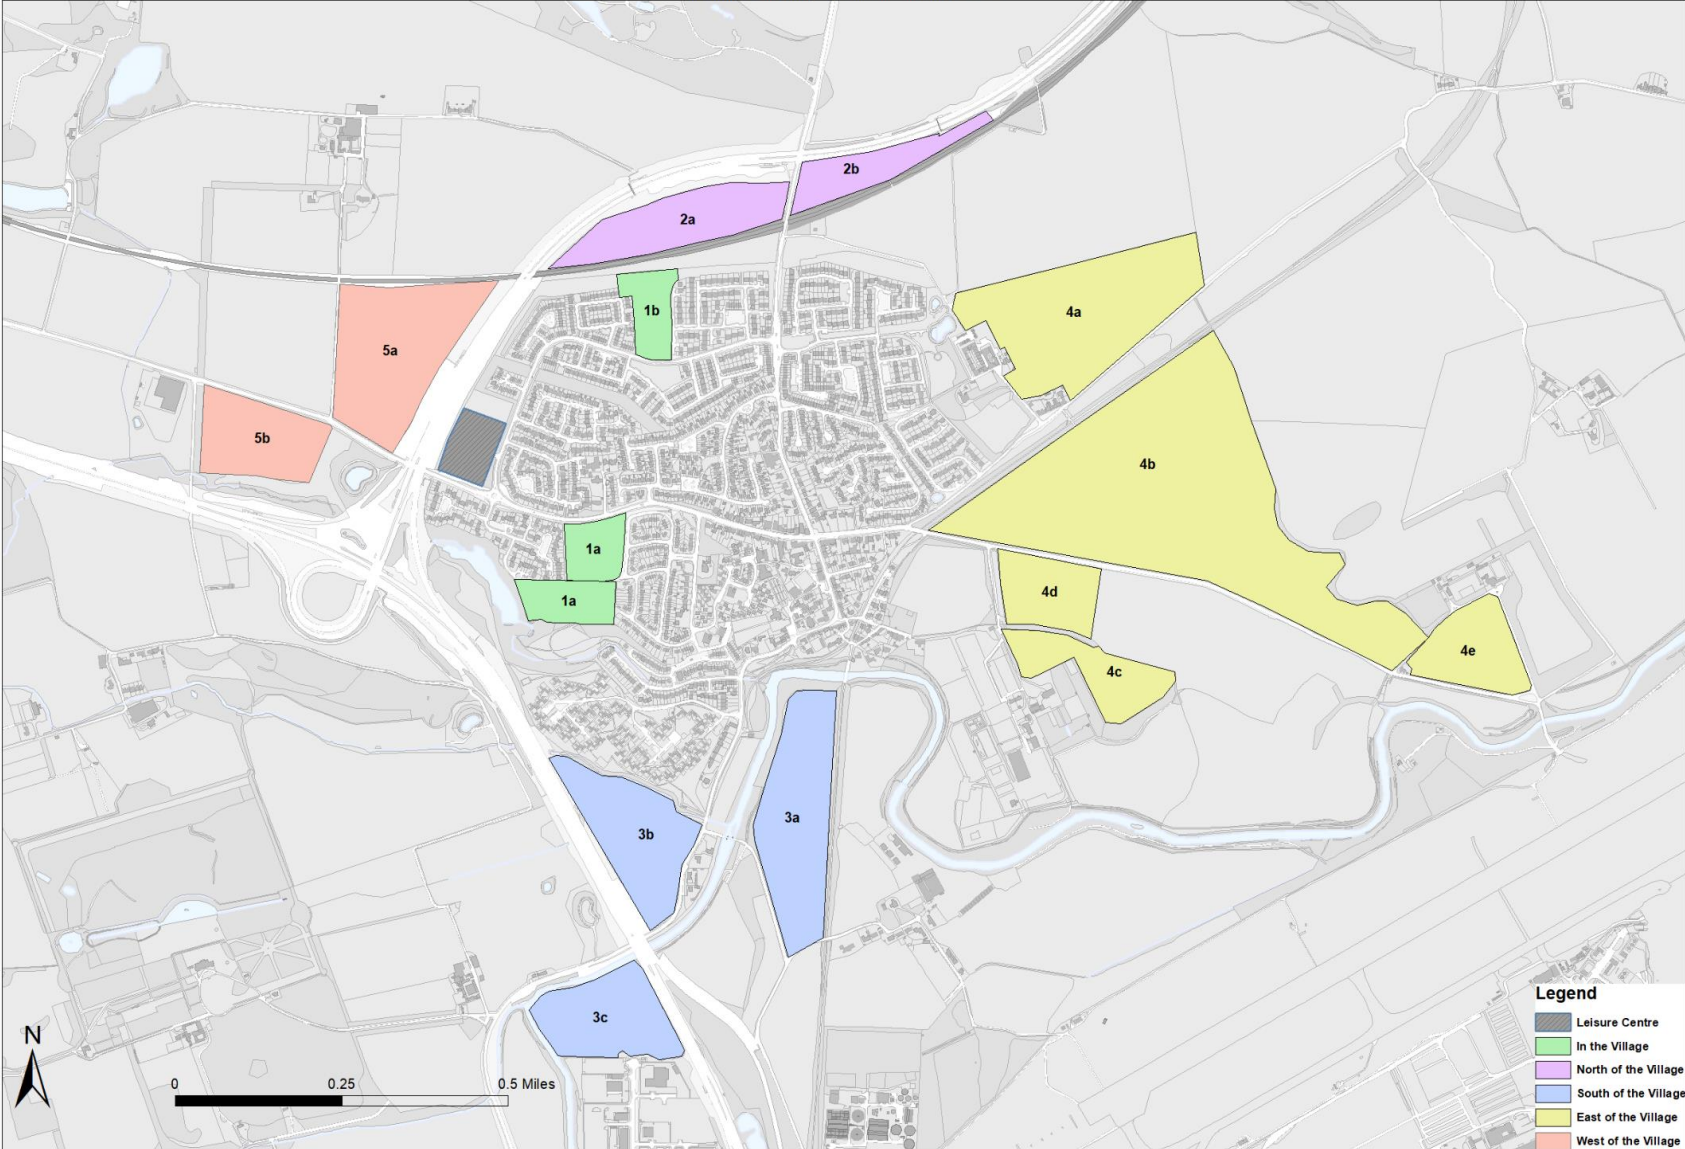 2b
2a
1b
4a
5a
5b
4b
1a
4d
1a
4e
4c
3a
3b
3c
N
0 0.25 0.5 Miles
Legend
Leisure Centre
In the Village
North of the Village
South of the Village
East of the Village
West of the Village